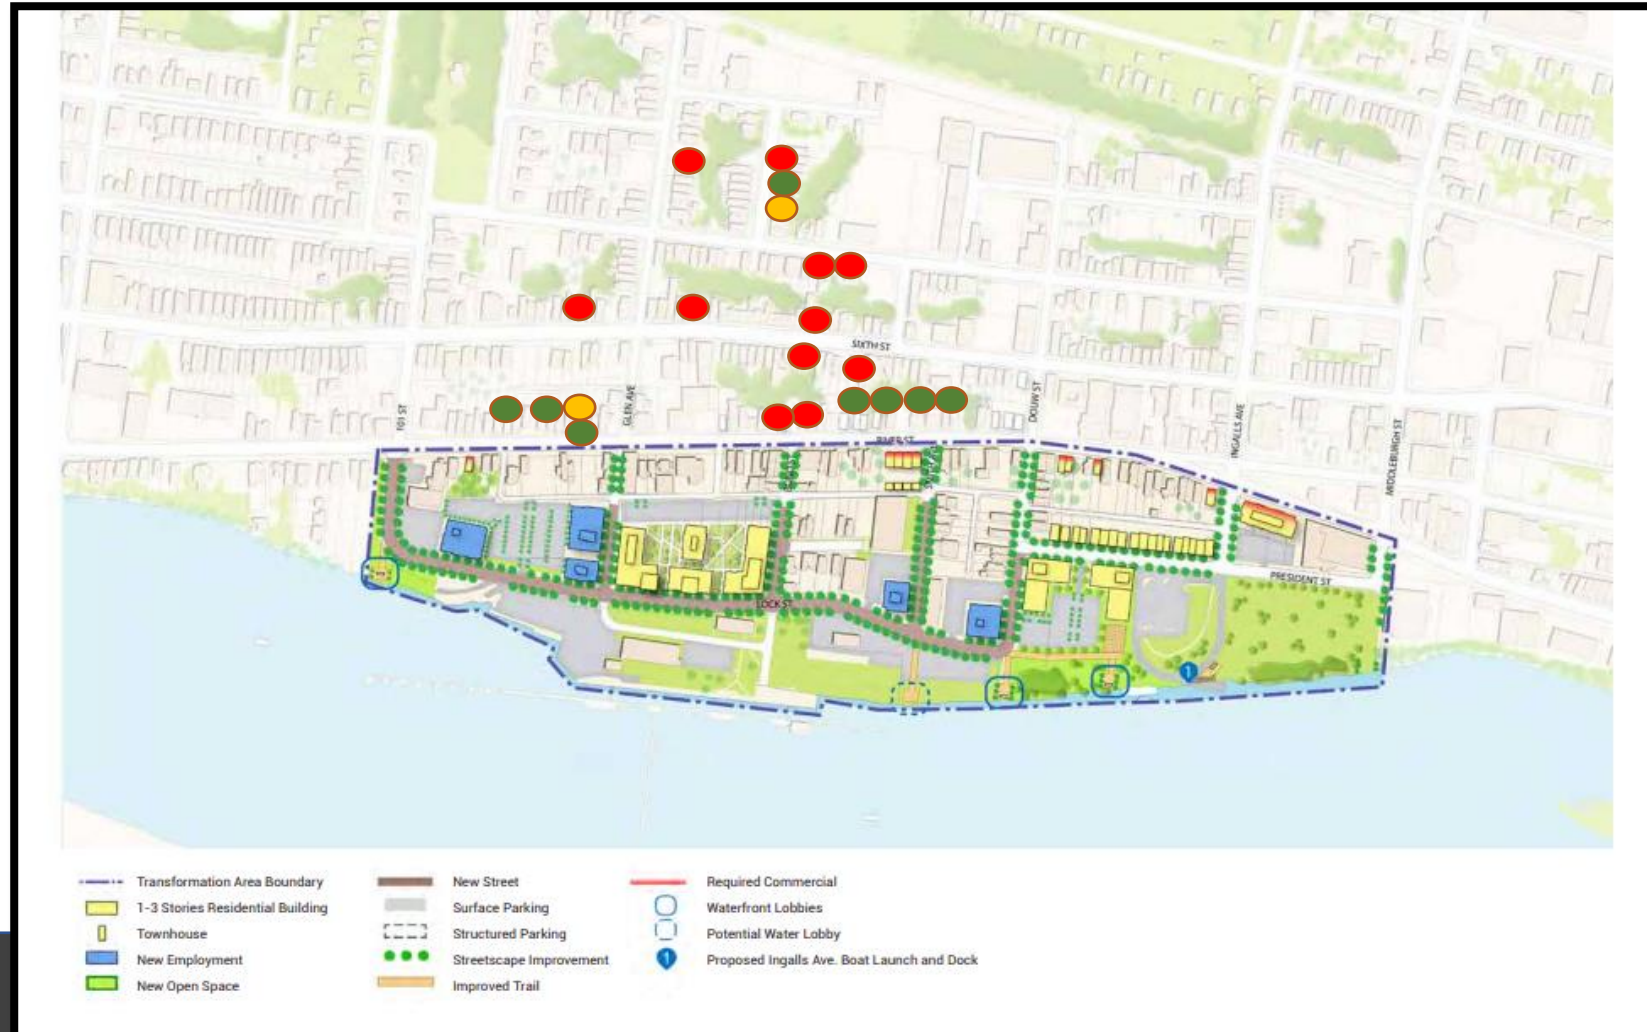 SIXTH ST
101 ST
GLEN AVE
DOUW ST
INGALLS AVE
MIDDLEBURGH ST
RIVER ST
PRESIDENT ST
LOCK ST
1
Transformation Area Boundary
1-3 Stories Residential Building
Townhouse
New Employment
New Open Space
New Street
Surface Parking
Structured Parking
Streetscape Improvement
Improved Trail
Required Commercial
Waterfront Lobbies
Potential Water Lobby
1 Proposed Ingalls Ave. Boat Launch and Dock